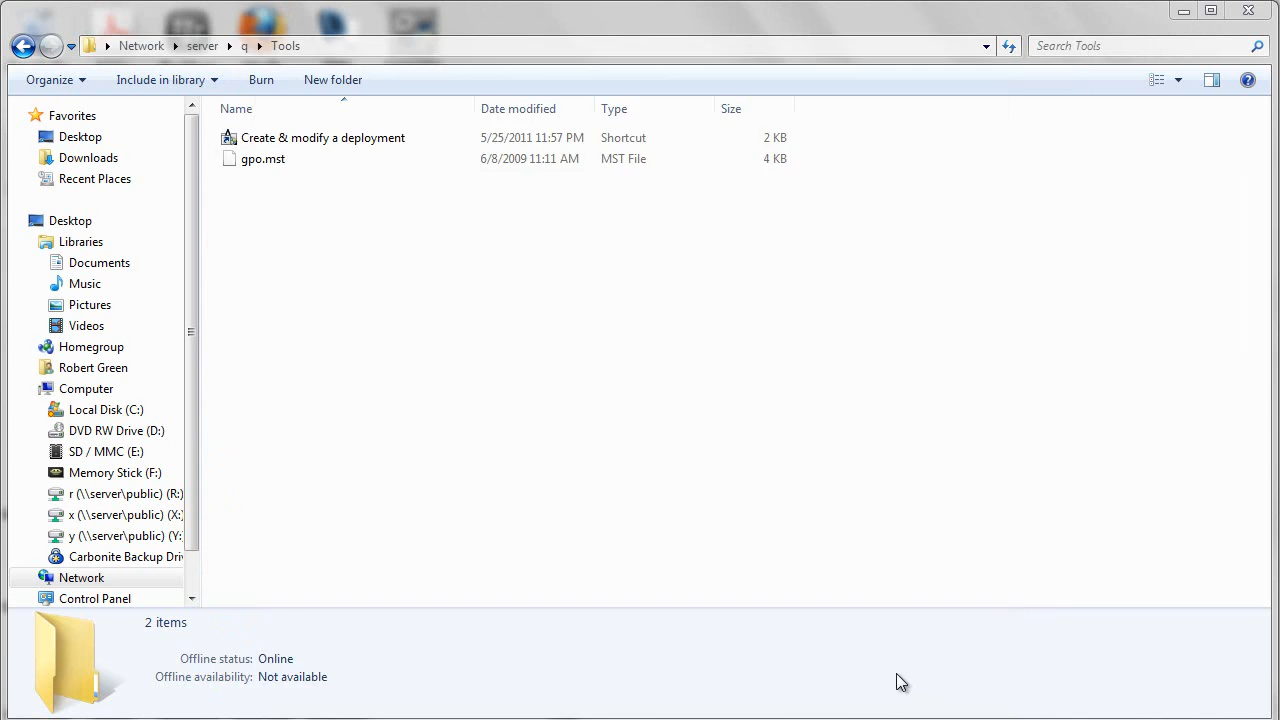 Network server q Tools
Search Tools
Organize Include in library Burn New folder
Name Date modified Type Size
Create & modify a deployment 5/25/2011 11:57 PM Shortcut 2 KB
gpo.mst 6/8/2009 11:11 AM MST File 4 KB
Favorites
Desktop
Downloads
Recent Places
Desktop
Libraries
Documents
Music
Pictures
Videos
Homegroup
Robert Green
Computer
Local Disk (C:)
DVD RW Drive (D:)
SD / MMC (E:)
Memory Stick (F:)
r (\\server\public) (R:)
x (\\server\public) (X:)
y (\\server\public) (Y:
Carbonite Backup Driv
Network
Control Panel
2 items
Offline status: Online
Offline availability: Not available